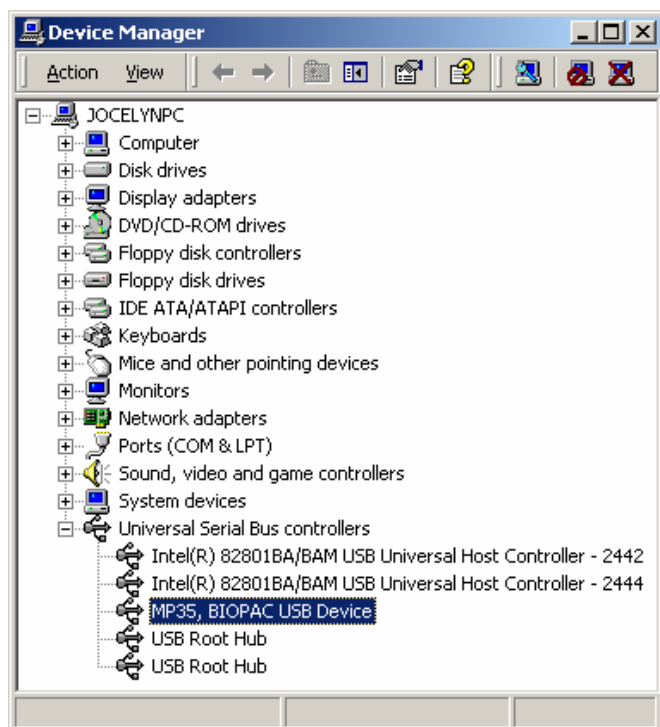 Device Manager
Action View
JOCELYNPC
Computer
Disk drives
Display adapters
DVD/CD-ROM drives
Floppy disk controllers
Floppy disk drives
IDE ATA/ATAPI controllers
Keyboards
Mice and other pointing devices
Monitors
Network adapters
Ports (COM & LPT)
Sound, video and game controllers
System devices
Universal Serial Bus controllers
Intel(R) 82801BA/BAM USB Universal Host Controller - 2442
Intel(R) 82801BA/BAM USB Universal Host Controller - 2444
MP35, BIOPAC USB Device
USB Root Hub
USB Root Hub